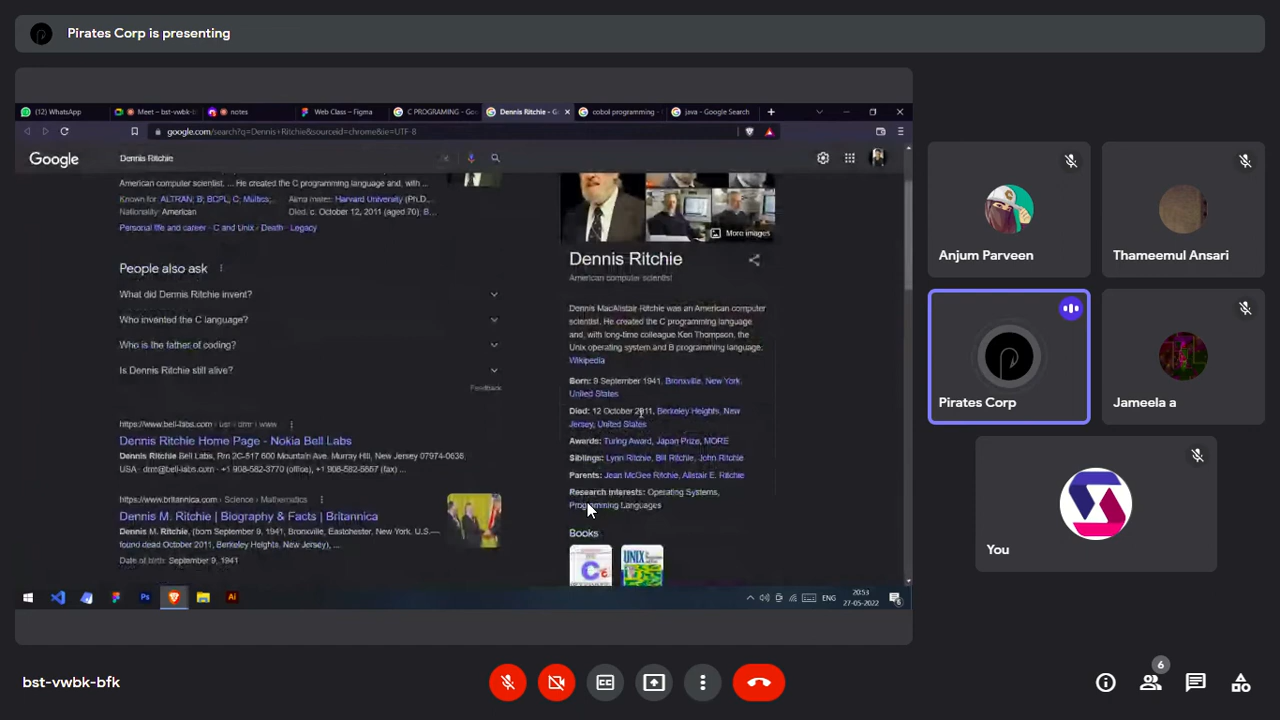 Pirates Corp is presenting
(12) WhatsApp
Meet – bst-vwbk-
notes
Web Class – Figma
C PROGRAMING - Go
Dennis Ritchie - G
cobol programming -
java - Google Search
google.com/search?q=Dennis+Ritchie&sourceid=chrome&ie=UTF-8
Google
Dennis Ritchie
American computer scientist. ... He created the C programming language and, with ...
Known for: ALTRAN; B; BCPL; C; Multics;
Alma mater: Harvard University (Ph.D...
Nationality: American
Died: c. October 12, 2011 (aged 70), B...
Personal life and career · C and Unix · Death · Legacy
People also ask
What did Dennis Ritchie invent?
Who invented the C language?
Who is the father of coding?
Is Dennis Ritchie still alive?
Feedback
https://www.bell-labs.com › usr › dmr › www
Dennis Ritchie Home Page - Nokia Bell Labs
Dennis Ritchie Bell Labs, Rm 2C-517 600 Mountain Ave. Murray Hill, New Jersey 07974-0636,
USA · dmr@bell-labs.com · +1 908-582-3770 (office), +1 908-582-5857 (fax) ...
https://www.britannica.com › Science › Mathematics
Dennis M. Ritchie | Biography & Facts | Britannica
Dennis M. Ritchie, (born September 9, 1941, Bronxville, Eastchester, New York, U.S.—
found dead October 2011, Berkeley Heights, New Jersey), ...
Date of birth: September 9, 1941
More images
Dennis Ritchie
American computer scientist
Dennis MacAlistair Ritchie was an American computer
scientist. He created the C programming language
and, with long-time colleague Ken Thompson, the
Unix operating system and B programming language.
Wikipedia
Born: 9 September 1941, Bronxville, New York,
United States
Died: 12 October 2011, Berkeley Heights, New
Jersey, United States
Awards: Turing Award, Japan Prize, MORE
Siblings: Lynn Ritchie, Bill Ritchie, John Ritchie
Parents: Jean McGee Ritchie, Alistair E. Ritchie
Research interests: Operating Systems,
Programming Languages
Books
C
UNIX
Ps
Ai
ENG
20:53
27-05-2022
Anjum Parveen
Thameemul Ansari
Pirates Corp
Jameela a
You
bst-vwbk-bfk
CC
6